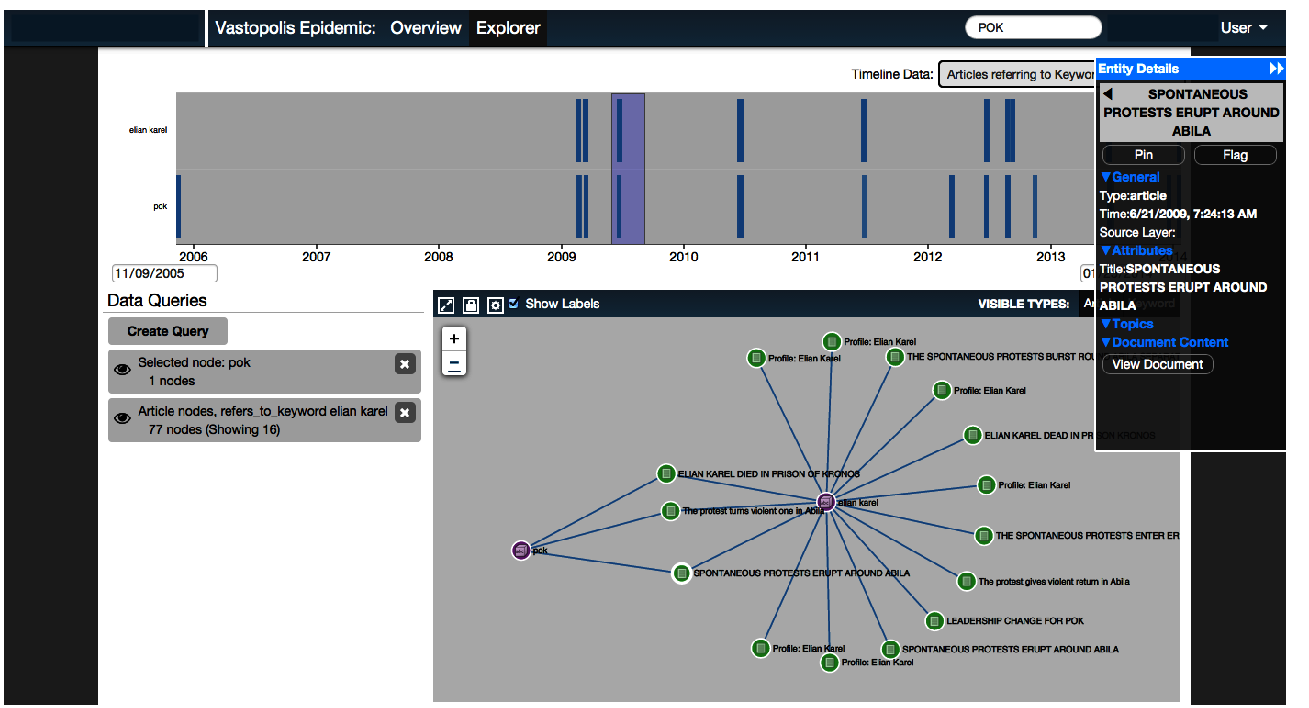 Vastopolis Epidemic: Overview Explorer POK User
Timeline Data: Articles referring to Keywor
elian karel
pok
2006 2007 2008 2009 2010 2011 2012 2013
11/09/2005
01
Entity Details
SPONTANEOUS
PROTESTS ERUPT AROUND
ABILA
Pin Flag
General
Type:article
Time:6/21/2009, 7:24:13 AM
Source Layer:
Attributes
Title:SPONTANEOUS
PROTESTS ERUPT AROUND
ABILA
Topics
Document Content
View Document
Data Queries
Create Query
Selected node: pok
1 nodes
Article nodes, refers_to_keyword elian karel
77 nodes (Showing 16)
Show Labels VISIBLE TYPES:
+
−
Profile: Elian Karel
Profile: Elian Karel
THE SPONTANEOUS PROTESTS BURST ROU
Profile: Elian Karel
ELIAN KAREL DEAD IN PRISON KRONOS
ELIAN KAREL DIED IN PRISON OF KRONOS
Profile: Elian Karel
elian karel
The protest turns violent one in Abila
THE SPONTANEOUS PROTESTS ENTER ER
pok
SPONTANEOUS PROTESTS ERUPT AROUND ABILA
The protest gives violent return in Abila
LEADERSHIP CHANGE FOR POK
Profile: Elian Karel
SPONTANEOUS PROTESTS ERUPT AROUND ABILA
Profile: Elian Karel